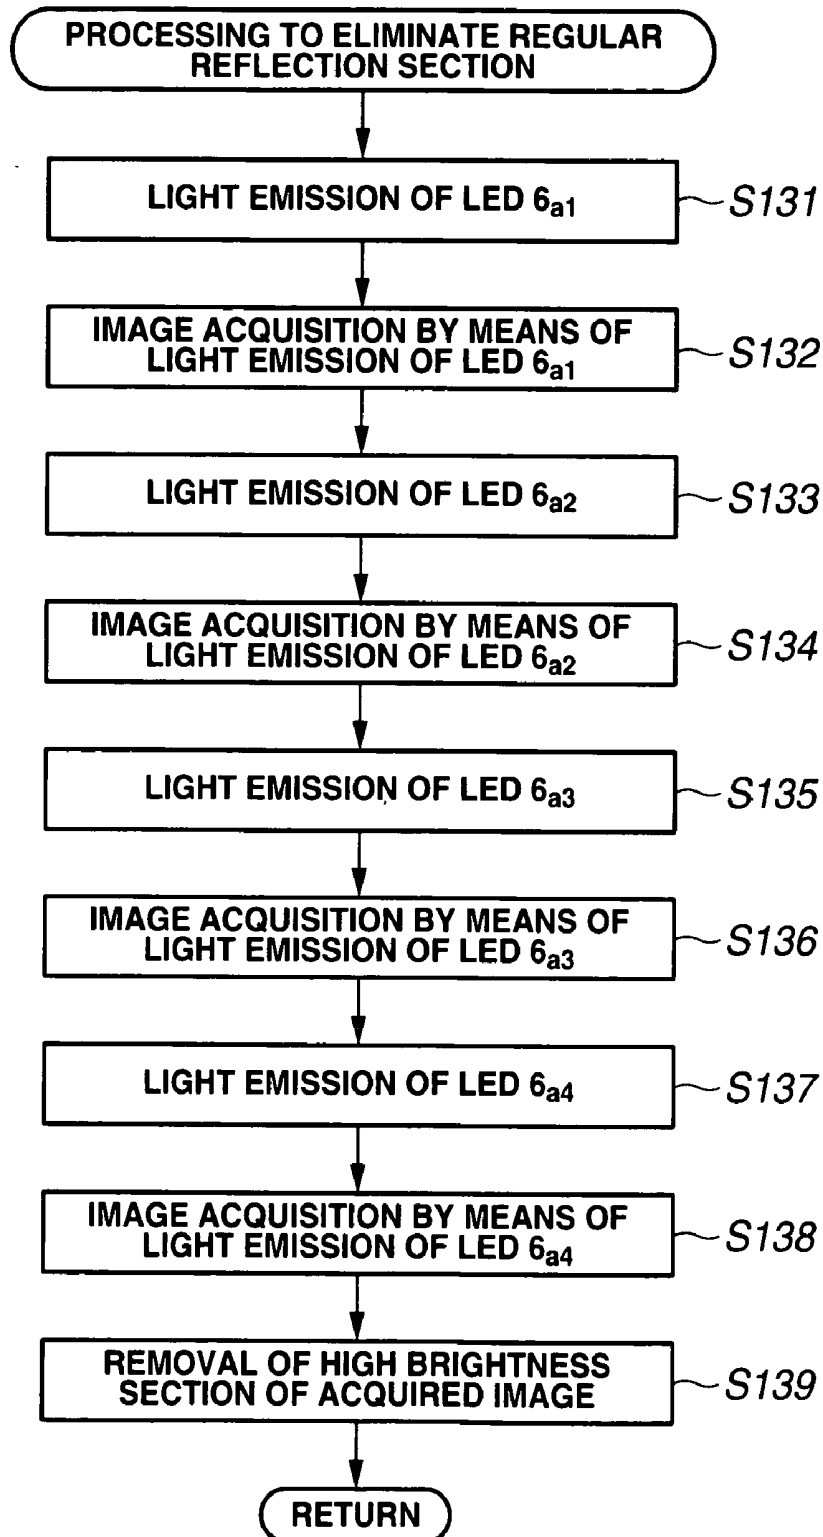 PROCESSING TO ELIMINATE REGULAR
REFLECTION SECTION
LIGHT EMISSION OF LED 6a1
S131
IMAGE ACQUISITION BY MEANS OF
LIGHT EMISSION OF LED 6a1
S132
LIGHT EMISSION OF LED 6a2
S133
IMAGE ACQUISITION BY MEANS OF
LIGHT EMISSION OF LED 6a2
S134
LIGHT EMISSION OF LED 6a3
S135
IMAGE ACQUISITION BY MEANS OF
LIGHT EMISSION OF LED 6a3
S136
LIGHT EMISSION OF LED 6a4
S137
IMAGE ACQUISITION BY MEANS OF
LIGHT EMISSION OF LED 6a4
S138
REMOVAL OF HIGH BRIGHTNESS
SECTION OF ACQUIRED IMAGE
S139
RETURN